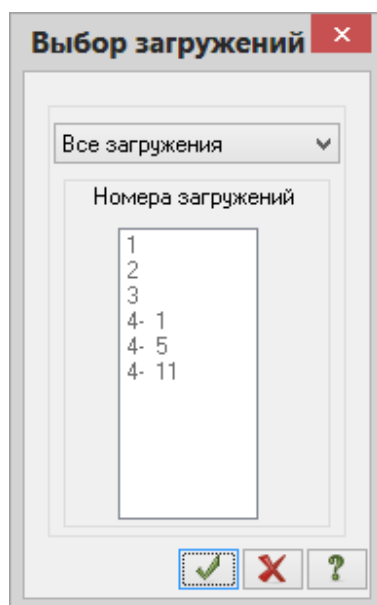 Выбор загружений
Все загружения
Номера загружений
1
2
3
4- 1
4- 5
4- 11
?